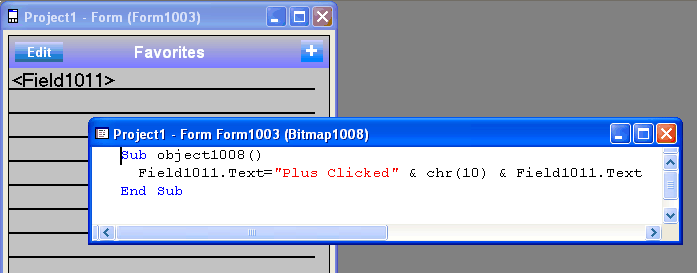 Project1 - Form (Form1003)
Edit Favorites +
<Field1011>
Project1 - Form Form1003 (Bitmap1008)
Sub object1008()
Field1011.Text="Plus Clicked" & chr(10) & Field1011.Text
End Sub